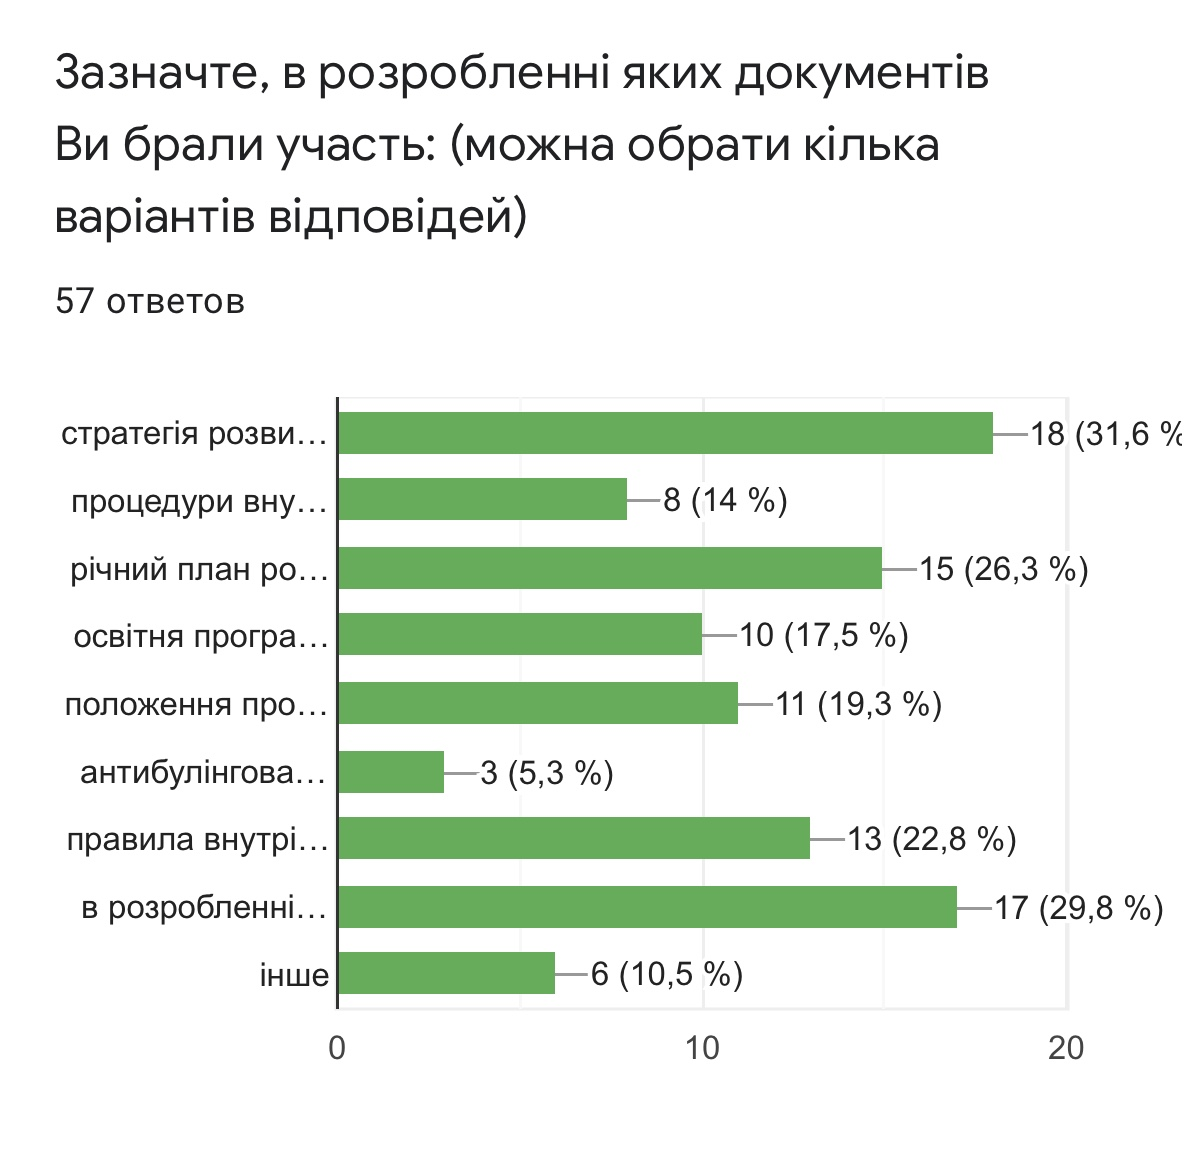 Зазначте, в розробленні яких документів
Ви брали участь: (можна обрати кілька
варіантів відповідей)
57 ответов
стратегія розви… 18 (31,6 %
процедури вну… 8 (14 %)
річний план ро… 15 (26,3 %)
освітня програ… 10 (17,5 %)
положення про… 11 (19,3 %)
антибулінгова… 3 (5,3 %)
правила внутрі… 13 (22,8 %)
в розробленні… 17 (29,8 %)
інше 6 (10,5 %)
0 10 20